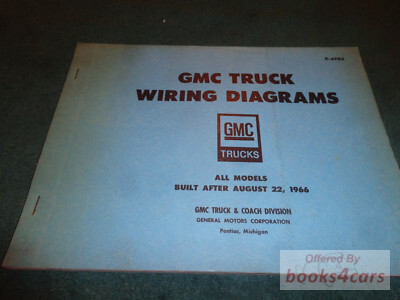 GMC TRUCK
WIRING DIAGRAMS
GMC
TRUCKS
ALL MODELS
BUILT AFTER AUGUST 22, 1966
GMC TRUCK & COACH DIVISION
GENERAL MOTORS CORPORATION
Pontiac, Michigan
Offered By
books4cars